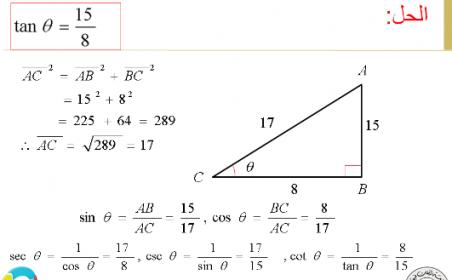 الحل:
tan θ = 15/8
AC² = AB² + BC²
= 15² + 8²
= 225 + 64 = 289
∴ AC = √289 = 17
A
17
15
C
θ
8
B
sin θ = AB/AC = 15/17 , cos θ = BC/AC = 8/17
sec θ = 1/cos θ = 17/8 , csc θ = 1/sin θ = 17/15 , cot θ = 1/tan θ = 8/15